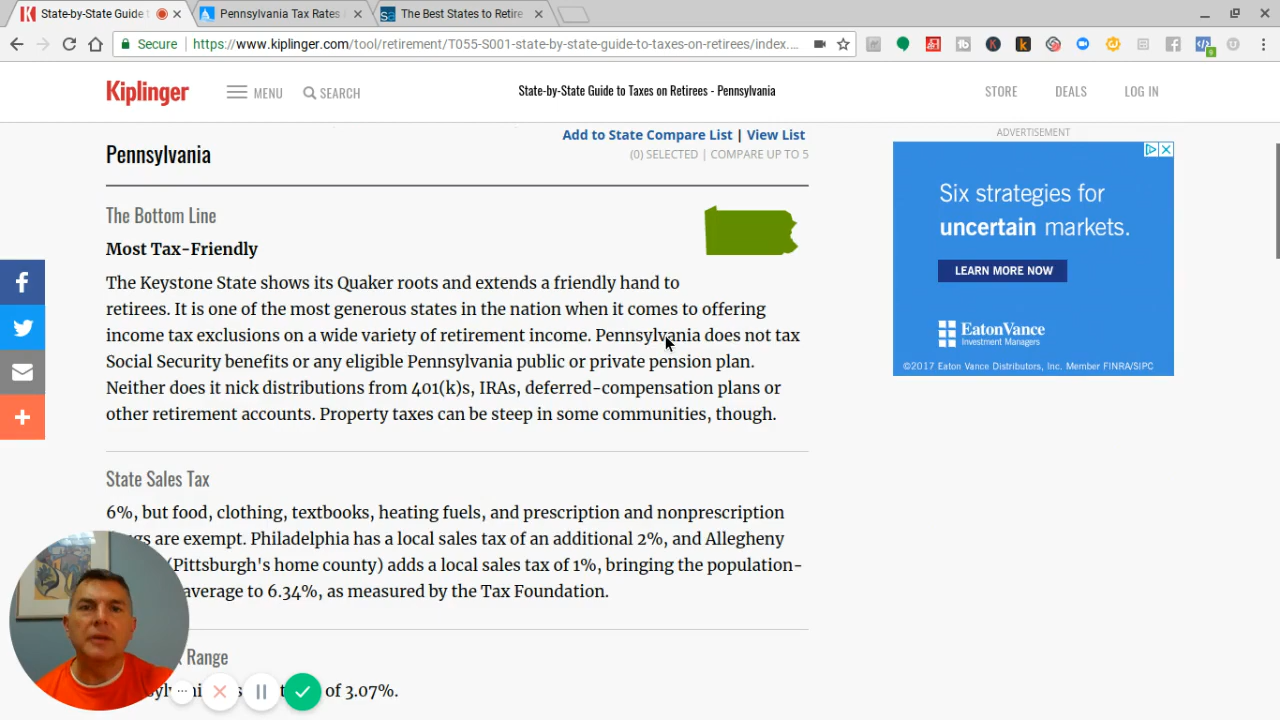 State-by-State Guide t
Pennsylvania Tax Rates
The Best States to Retire
Secure
https://www.kiplinger.com/tool/retirement/T055-S001-state-by-state-guide-to-taxes-on-retirees/index....
Kiplinger
MENU
SEARCH
State-by-State Guide to Taxes on Retirees - Pennsylvania
STORE
DEALS
LOG IN
Add to State Compare List | View List
(0) SELECTED | COMPARE UP TO 5
Pennsylvania
The Bottom Line
Most Tax-Friendly
The Keystone State shows its Quaker roots and extends a friendly hand to
retirees. It is one of the most generous states in the nation when it comes to offering
income tax exclusions on a wide variety of retirement income. Pennsylvania does not tax
Social Security benefits or any eligible Pennsylvania public or private pension plan.
Neither does it nick distributions from 401(k)s, IRAs, deferred-compensation plans or
other retirement accounts. Property taxes can be steep in some communities, though.
State Sales Tax
6%, but food, clothing, textbooks, heating fuels, and prescription and nonprescription
are exempt. Philadelphia has a local sales tax of an additional 2%, and Allegheny
(Pittsburgh's home county) adds a local sales tax of 1%, bringing the population-
average to 6.34%, as measured by the Tax Foundation.
Range
of 3.07%.
ADVERTISEMENT
Six strategies for
uncertain markets.
LEARN MORE NOW
EatonVance
Investment Managers
©2017 Eaton Vance Distributors, Inc. Member FINRA/SIPC